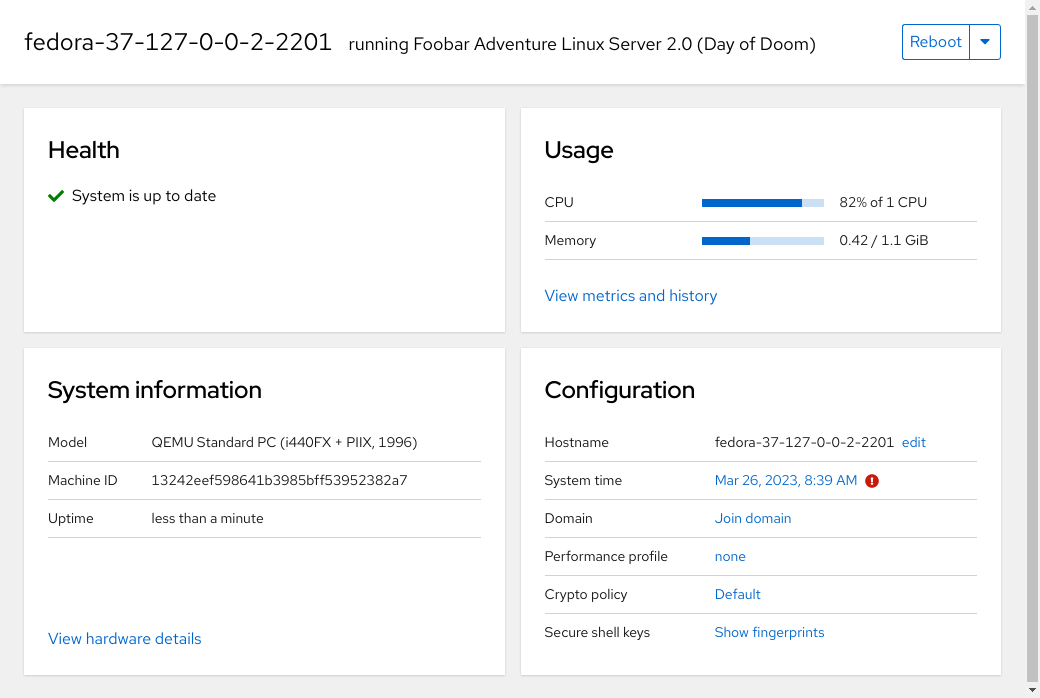 fedora-37-127-0-0-2-2201 running Foobar Adventure Linux Server 2.0 (Day of Doom) Reboot
Health
System is up to date
Usage
CPU 82% of 1 CPU
Memory 0.42 / 1.1 GiB
View metrics and history
System information
Model QEMU Standard PC (i440FX + PIIX, 1996)
Machine ID 13242eef598641b3985bff53952382a7
Uptime less than a minute
View hardware details
Configuration
Hostname fedora-37-127-0-0-2-2201 edit
System time Mar 26, 2023, 8:39 AM
Domain Join domain
Performance profile none
Crypto policy Default
Secure shell keys Show fingerprints